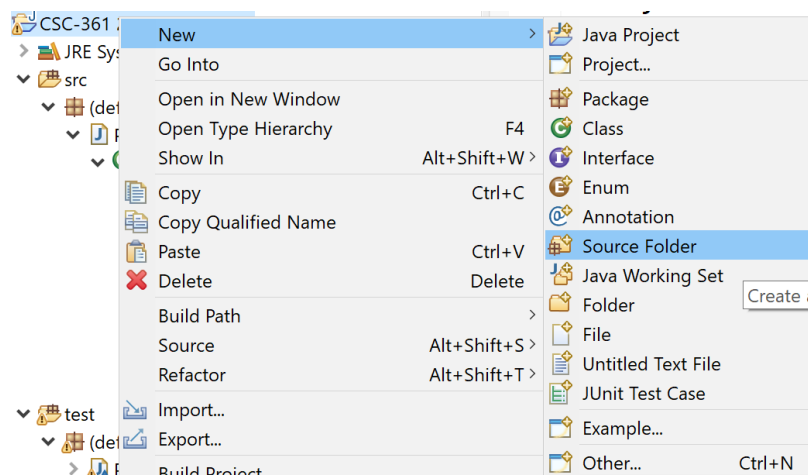 CSC-361
JRE Sys
src
(def
test
(def
New
Go Into
Open in New Window
Open Type Hierarchy F4
Show In Alt+Shift+W >
Copy Ctrl+C
Copy Qualified Name
Paste Ctrl+V
Delete Delete
Build Path
Source Alt+Shift+S >
Refactor Alt+Shift+T >
Import...
Export...
Build Project
Java Project
Project...
Package
Class
Interface
Enum
Annotation
Source Folder
Java Working Set
Create
Folder
File
Untitled Text File
JUnit Test Case
Example...
Other... Ctrl+N